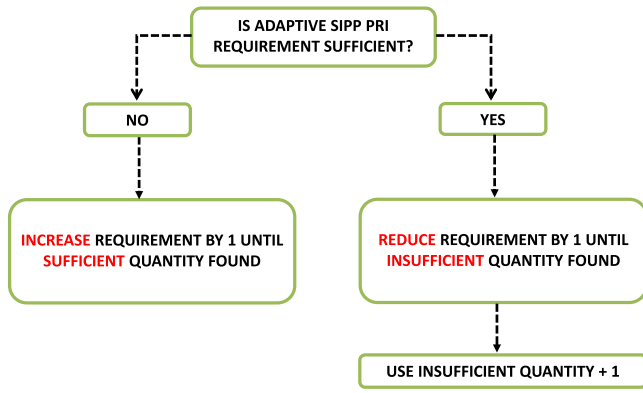 IS ADAPTIVE SIPP PRI
REQUIREMENT SUFFICIENT?
NO
YES
INCREASE REQUIREMENT BY 1 UNTIL
SUFFICIENT QUANTITY FOUND
REDUCE REQUIREMENT BY 1 UNTIL
INSUFFICIENT QUANTITY FOUND
USE INSUFFICIENT QUANTITY + 1